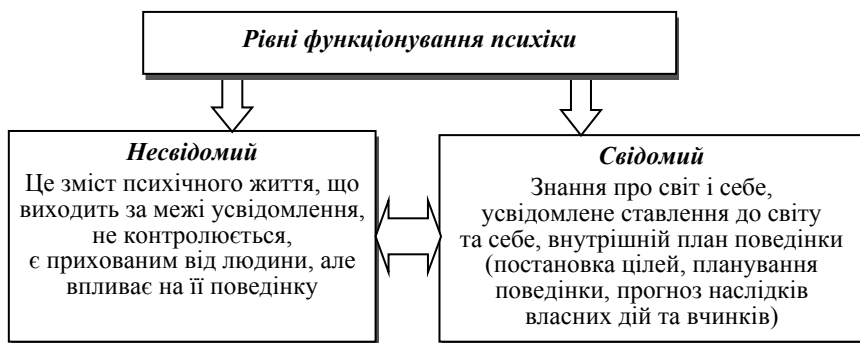 Рівні функціонування психіки
Несвідомий
Це зміст психічного життя, що
виходить за межі усвідомлення,
не контролюється,
є прихованим від людини, але
впливає на її поведінку
Свідомий
Знання про світ і себе,
усвідомлене ставлення до світу
та себе, внутрішній план поведінки
(постановка цілей, планування
поведінки, прогноз наслідків
власних дій та вчинків)